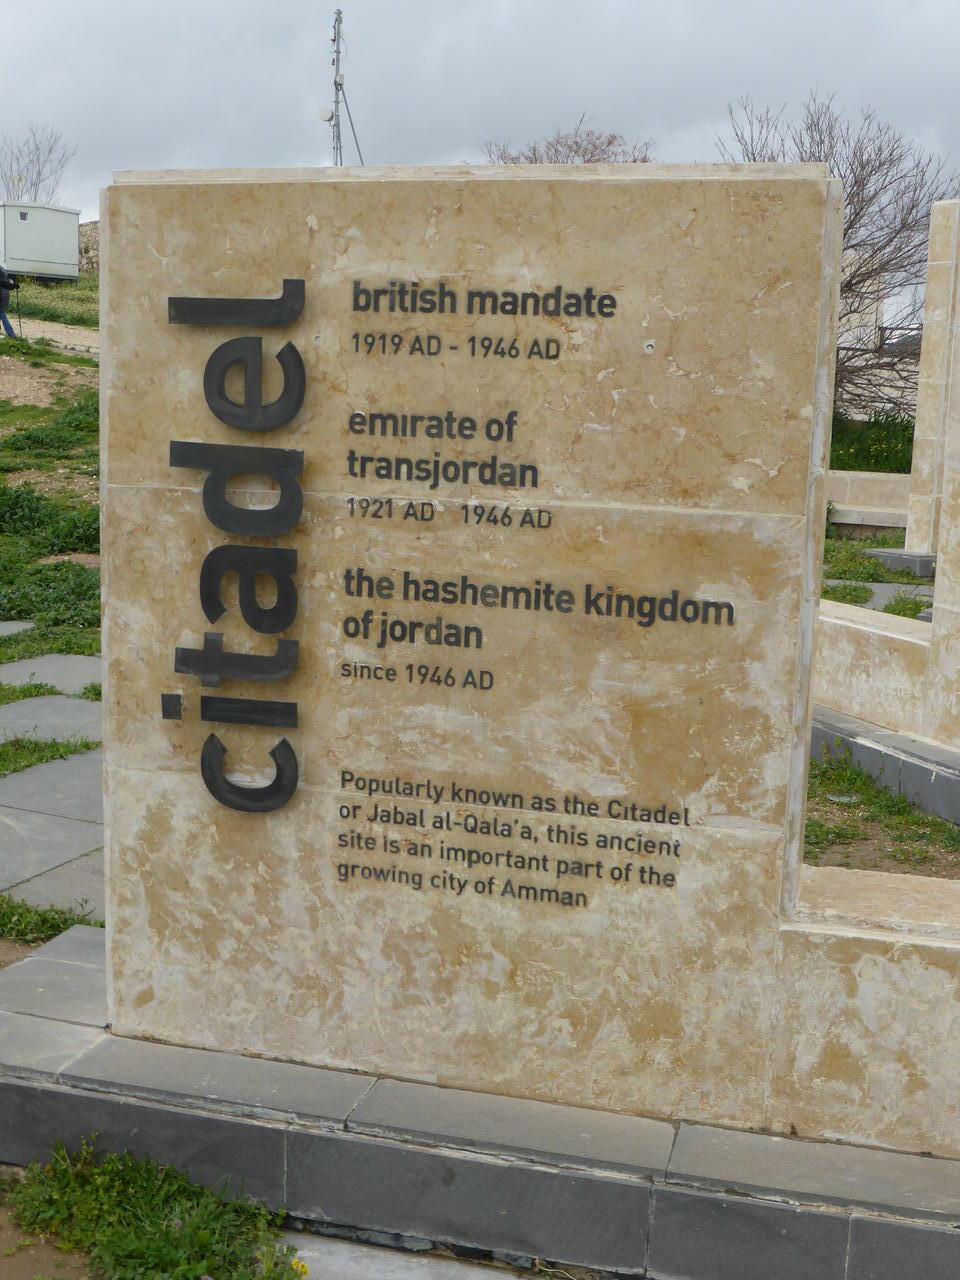 citadel
british mandate
1919 AD - 1946 AD
emirate of
transjordan
1921 AD   1946 AD
the hashemite kingdom
of jordan
since 1946 AD
Popularly known as the Citadel
or Jabal al-Qala'a, this ancient
site is an important part of the
growing city of Amman